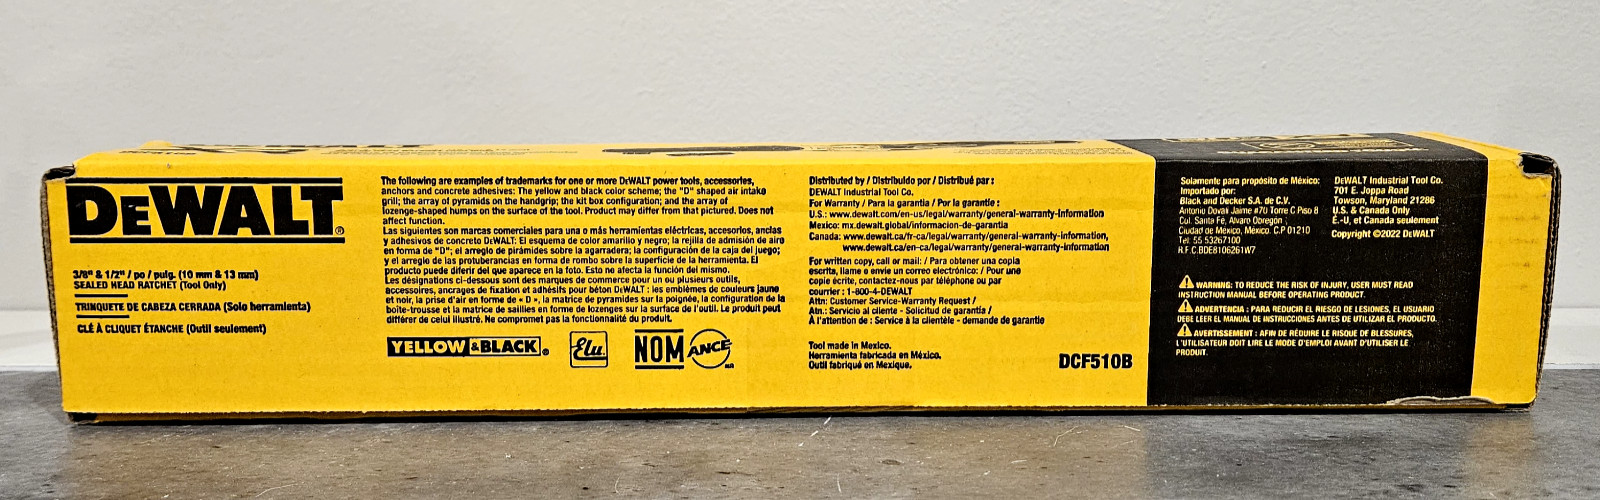 DEWALT®
3/8" & 1/2" / po / pulg. (10 mm & 13 mm)
SEALED HEAD RATCHET (Tool Only)
TRINQUETE DE CABEZA CERRADA (Solo herramienta)
CLÉ À CLIQUET ÉTANCHE (Outil seulement)
The following are examples of trademarks for one or more DEWALT power tools, accessories,
anchors and concrete adhesives: The yellow and black color scheme; the "D" shaped air intake
grill; the array of pyramids on the handgrip; the kit box configuration; and the array of
lozenge-shaped humps on the surface of the tool. Product may differ from that pictured. Does not
affect function.
Las siguientes son marcas comerciales para una o más herramientas eléctricas, accesorios, anclas
y adhesivos de concreto DEWALT: El esquema de color amarillo y negro; la rejilla de admisión de airo
en forma de "D"; el arreglo de pirámides sobre la agarradera; la configuración de la caja del juego;
y el arreglo de las protuberancias en forma de rombo sobre la superficie de la herramienta. El
producto puede diferir del que aparece en la foto. Esto no afecta la función del mismo.
Les désignations ci-dessous sont des marques de commerce pour un ou plusieurs outils,
accessoires, ancrages de fixation et adhésifs pour béton DEWALT : les emblèmes de couleurs jaune
et noir, la prise d'air en forme de « D », la matrice de pyramides sur la poignée, la configuration de la
boîte-trousse et la matrice de saillies en forme de lozenges sur la surface de l'outil. Le produit peut
différer de celui illustré. Ne compromet pas la fonctionnalité du produit.
YELLOW & BLACK® Elu® NOM ANCE MR
Distributed by / Distribuido por / Distribué par :
DEWALT Industrial Tool Co.
For Warranty / Para la garantía / Por la garantie :
U.S.: www.dewalt.com/en-us/legal/warranty/general-warranty-information
Mexico: mx.dewalt.global/informacion-de-garantia
Canada: www.dewalt.ca/fr-ca/legal/warranty/general-warranty-information,
www.dewalt.ca/en-ca/legal/warranty/general-warranty-information
For written copy, call or mail: / Para obtener una copia
escrita, llame o envíe un correo electrónico: / Pour une
copie écrite, contactez-nous par téléphone ou par
courrier : 1-800-4-DEWALT
Attn: Customer Service-Warranty Request /
Atn.: Servicio al cliente - Solicitud de garantía /
À l'attention de : Service à la clientèle - demande de garantie
Tool made in Mexico.
Herramienta fabricada en México.
Outil fabriqué en Mexique.
DCF510B
Solamente para propósito de México:
Importado por:
Black and Decker S.A. de C.V.
Antonio Dovali Jaime #70 Torre C Piso 8
Col. Santa Fé, Alvaro Obregón
Ciudad de México, México. C.P 01210
Tel: 55 53267100
R.F.C.BDE8106261W7
DEWALT Industrial Tool Co.
701 E. Joppa Road
Towson, Maryland 21286
U.S. & Canada Only
É.-U. et Canada seulement
Copyright ©2022 DEWALT
WARNING: TO REDUCE THE RISK OF INJURY, USER MUST READ
INSTRUCTION MANUAL BEFORE OPERATING PRODUCT.
ADVERTENCIA : PARA REDUCIR EL RIESGO DE LESIONES, EL USUARIO
DEBE LEER EL MANUAL DE INSTRUCCIONES ANTES DE UTILIZAR EL PRODUCTO.
AVERTISSEMENT : AFIN DE RÉDUIRE LE RISQUE DE BLESSURES,
L'UTILISATEUR DOIT LIRE LE MODE D'EMPLOI AVANT D'UTILISER LE
PRODUIT.